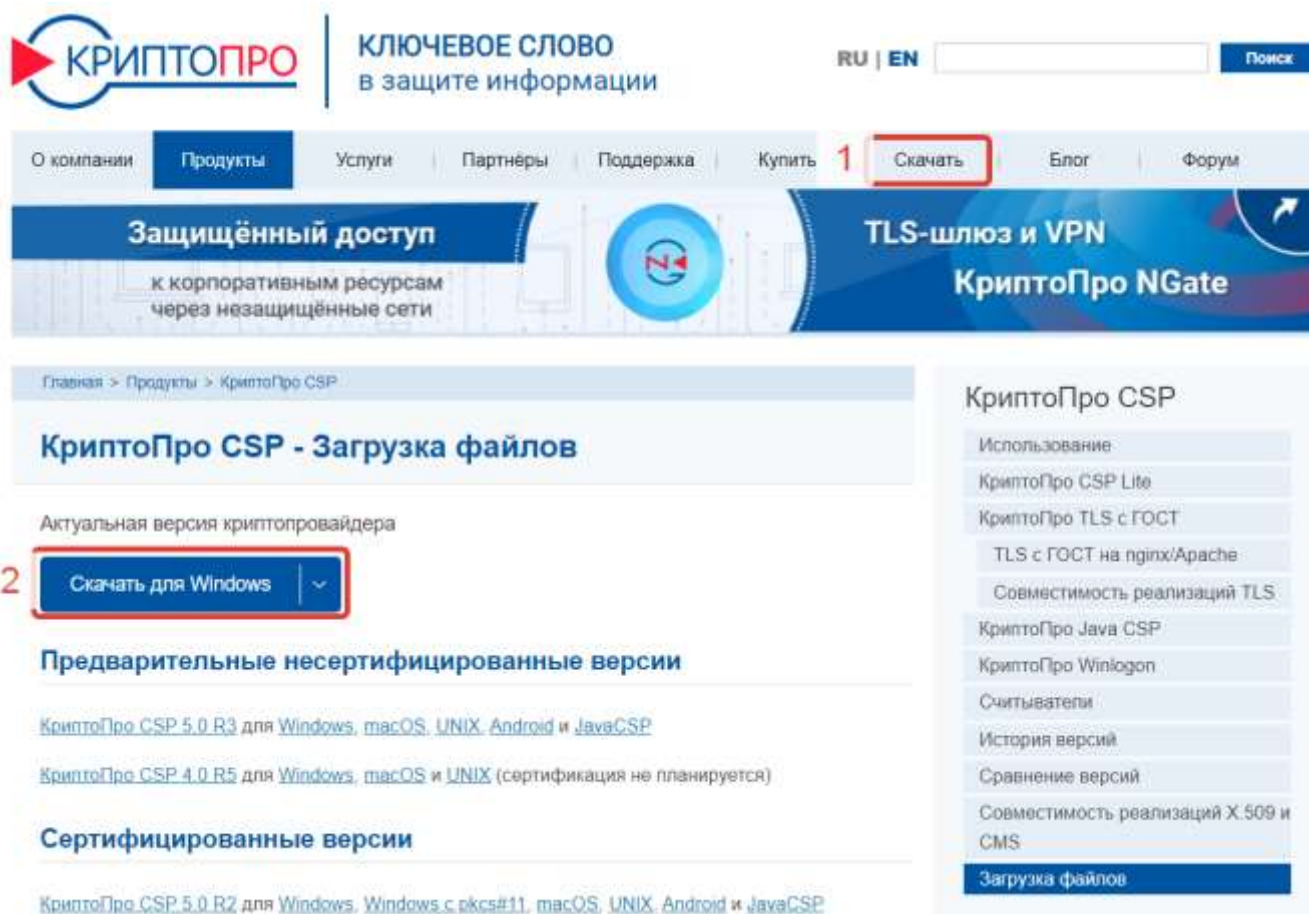 КРИПТОПРО
КЛЮЧЕВОЕ СЛОВО
в защите информации
RU | EN
Поиск
О компании
Продукты
Услуги
Партнёры
Поддержка
Купить
1
Скачать
Блог
Форум
Защищённый доступ
к корпоративным ресурсам
через незащищённые сети
TLS-шлюз и VPN
КриптоПро NGate
Главная > Продукты > КриптоПро CSP
КриптоПро CSP - Загрузка файлов
Актуальная версия криптопровайдера
2
Скачать для Windows
Предварительные несертифицированные версии
КриптоПро CSP 5.0 R3 для Windows, macOS, UNIX, Android и JavaCSP
КриптоПро CSP 4.0 R5 для Windows, macOS и UNIX (сертификация не планируется)
Сертифицированные версии
КриптоПро CSP 5.0 R2 для Windows, Windows с pkcs#11, macOS, UNIX, Android и JavaCSP
КриптоПро CSP
Использование
КриптоПро CSP Lite
КриптоПро TLS с ГОСТ
TLS с ГОСТ на nginx/Apache
Совместимость реализаций TLS
КриптоПро Java CSP
КриптоПро Winlogon
Считыватели
История версий
Сравнение версий
Совместимость реализаций X.509 и
CMS
Загрузка файлов